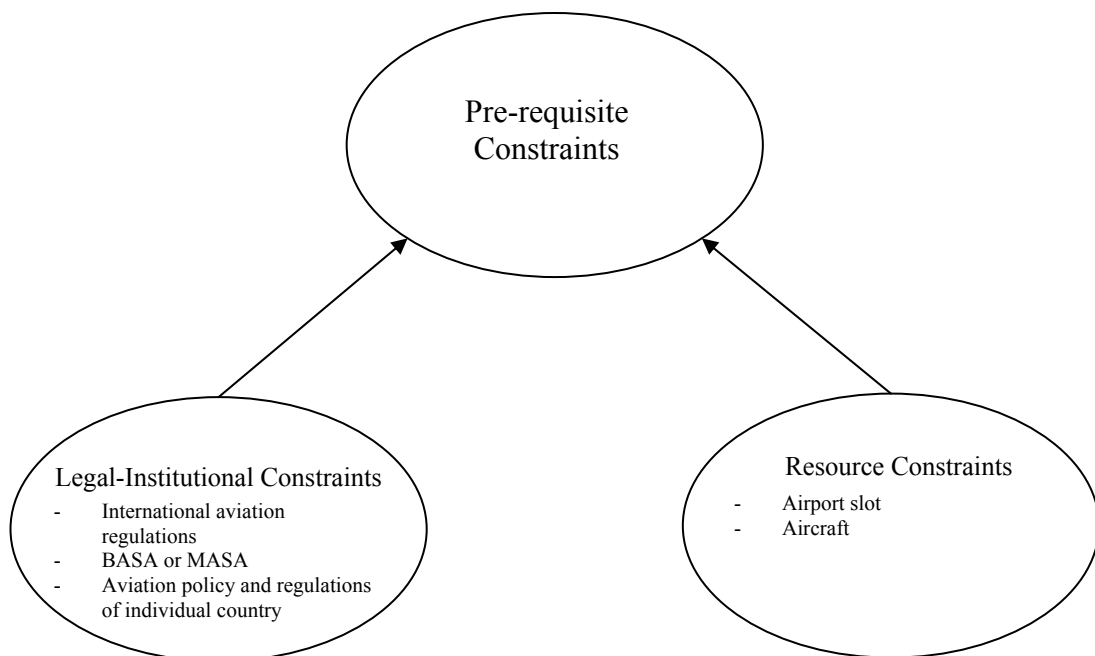 Pre-requisite
Constraints
Legal-Institutional Constraints
- International aviation
regulations
- BASA or MASA
- Aviation policy and regulations
of individual country
Resource Constraints
- Airport slot
- Aircraft